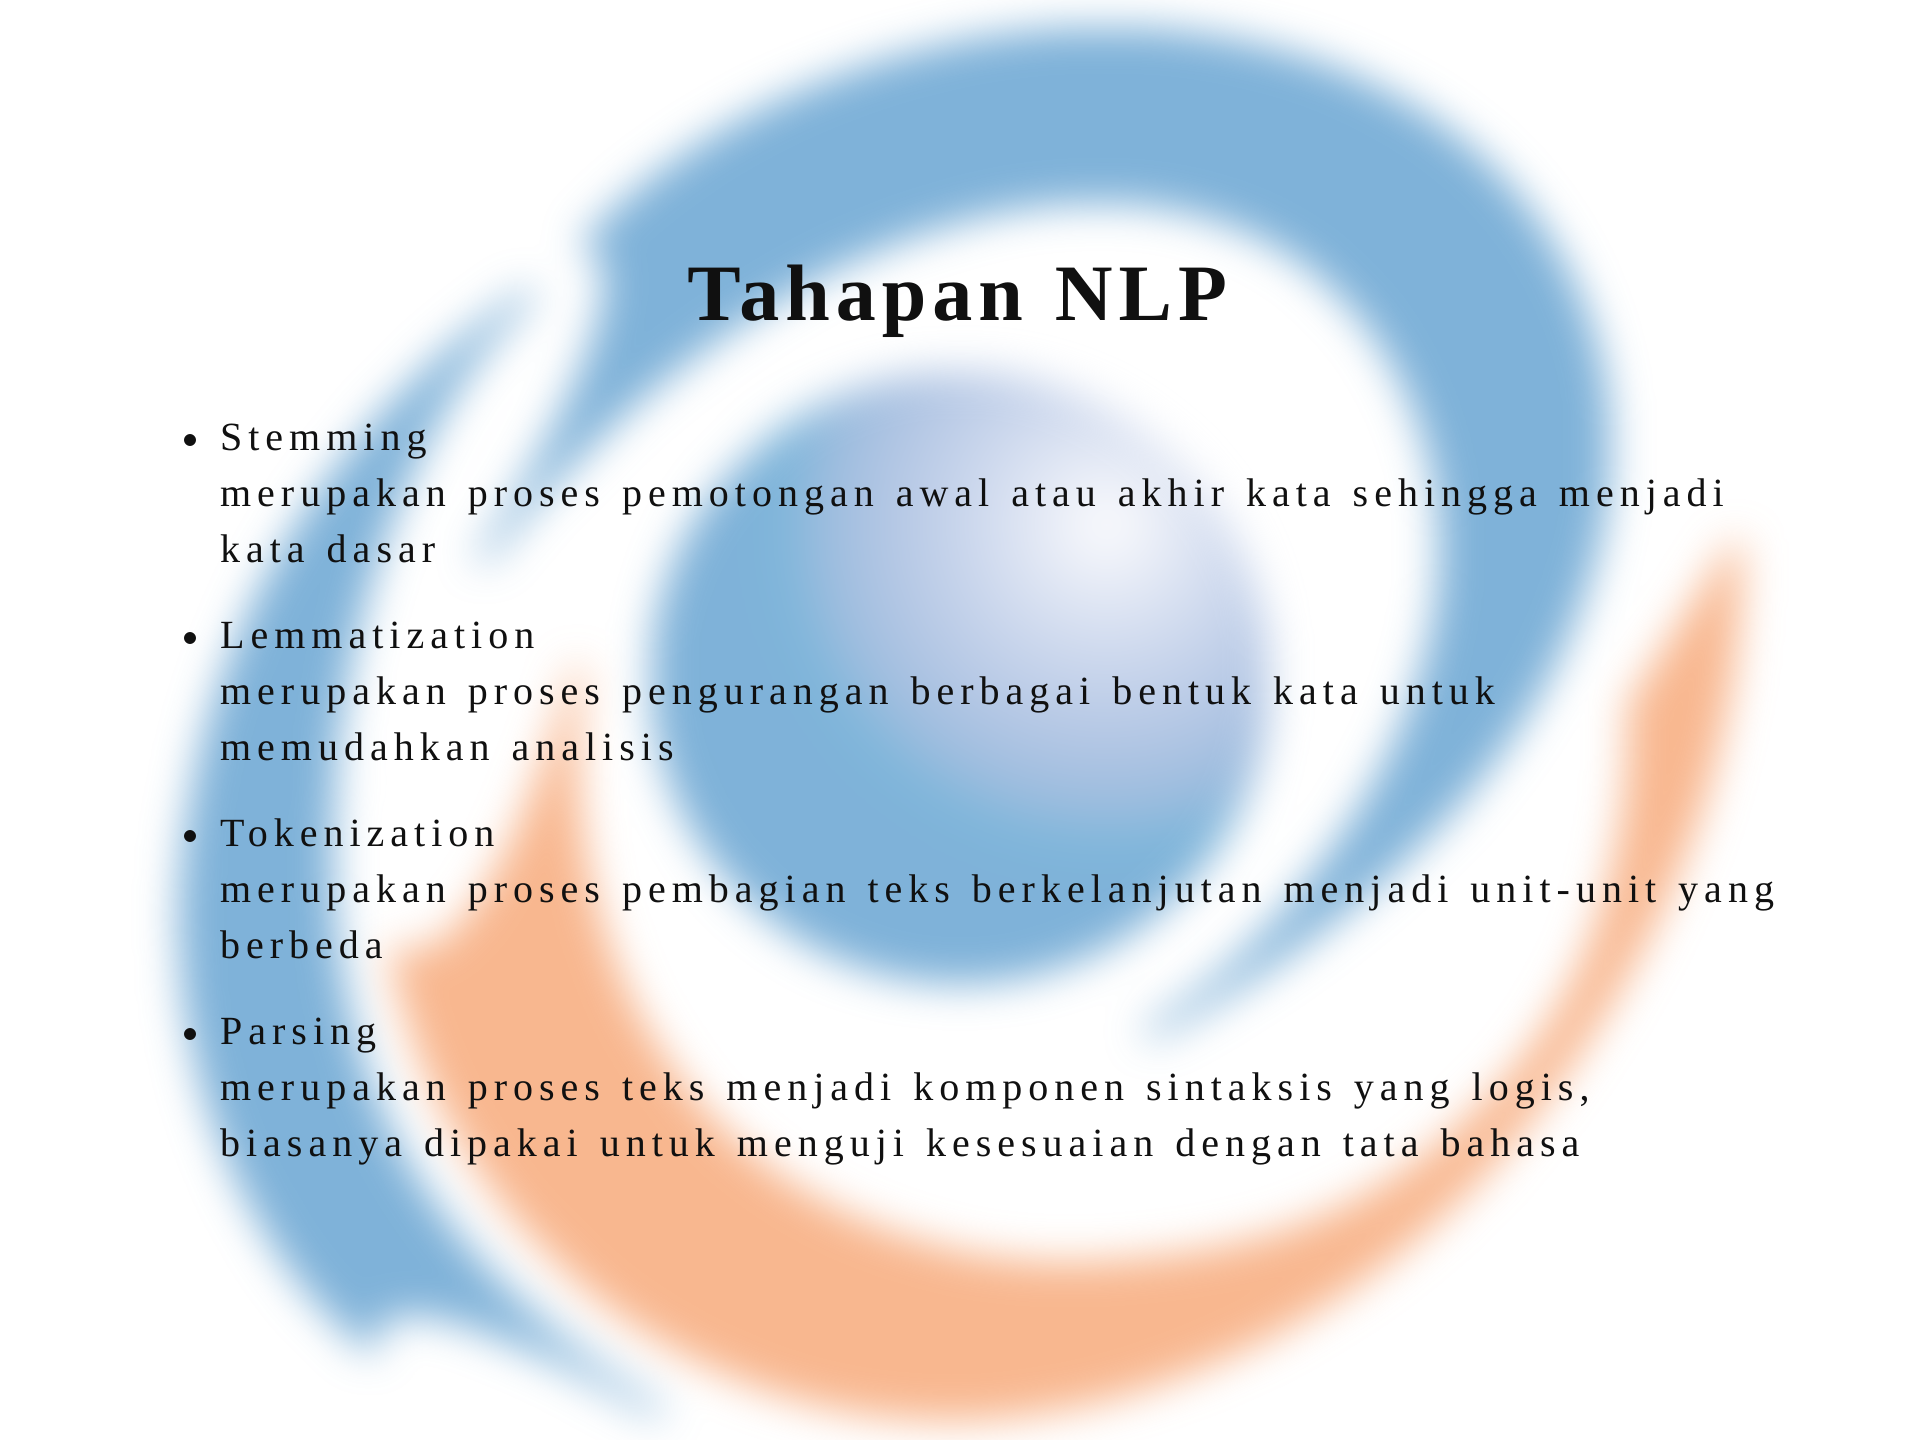 Tahapan NLP
• Stemming
merupakan proses pemotongan awal atau akhir kata sehingga menjadi
kata dasar
• Lemmatization
merupakan proses pengurangan berbagai bentuk kata untuk
memudahkan analisis
• Tokenization
merupakan proses pembagian teks berkelanjutan menjadi unit-unit yang
berbeda
• Parsing
merupakan proses teks menjadi komponen sintaksis yang logis,
biasanya dipakai untuk menguji kesesuaian dengan tata bahasa